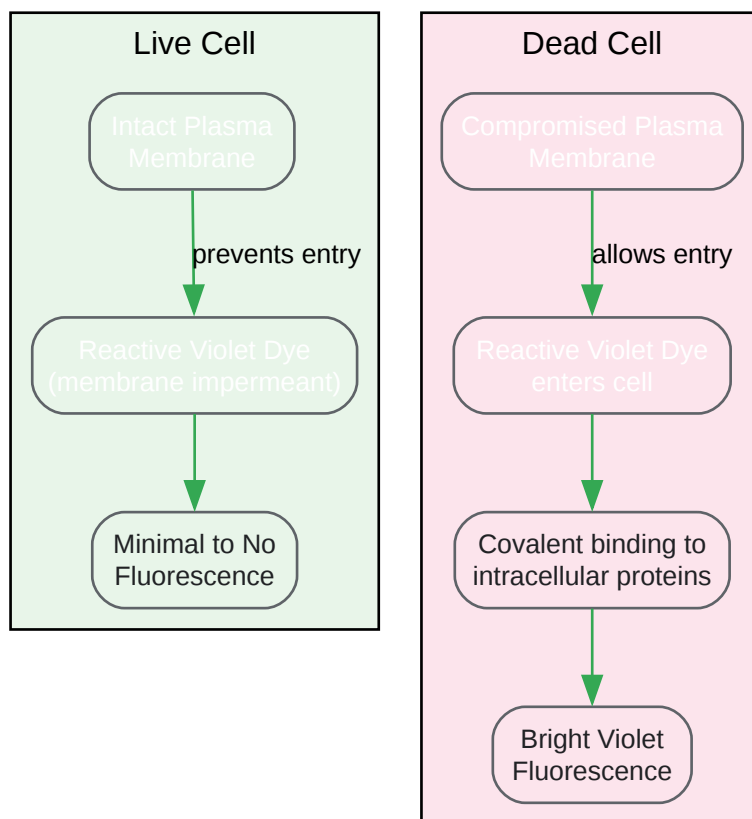 Live Cell
Intact Plasma
Membrane
prevents entry
Reactive Violet Dye
(membrane impermeant)
Minimal to No
Fluorescence
Dead Cell
Compromised Plasma
Membrane
allows entry
Reactive Violet Dye
enters cell
Covalent binding to
intracellular proteins
Bright Violet
Fluorescence